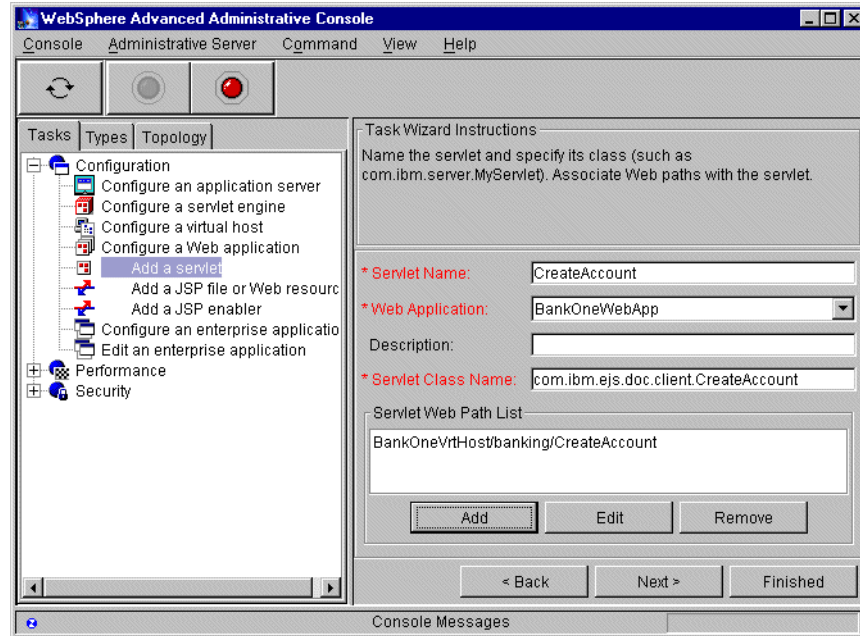 WebSphere Advanced Administrative Console
Console Administrative Server Command View Help
Tasks Types Topology
Configuration
Configure an application server
Configure a servlet engine
Configure a virtual host
Configure a Web application
Add a servlet
Add a JSP file or Web resourc
Add a JSP enabler
Configure an enterprise applicatio
Edit an enterprise application
Performance
Security
Task Wizard Instructions
Name the servlet and specify its class (such as
com.ibm.server.MyServlet). Associate Web paths with the servlet.
* Servlet Name: CreateAccount
* Web Application: BankOneWebApp
Description:
* Servlet Class Name: com.ibm.ejs.doc.client.CreateAccount
Servlet Web Path List
BankOneVrtHost/banking/CreateAccount
Add Edit Remove
< Back Next > Finished
Console Messages